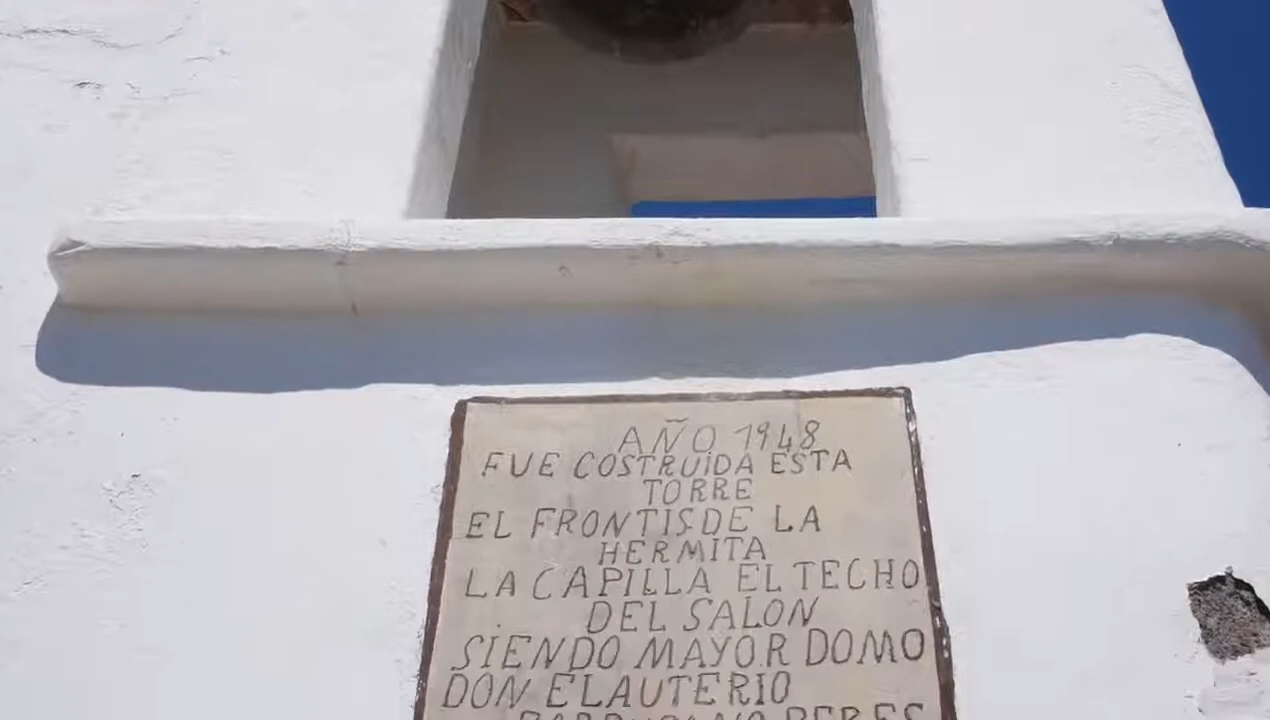 AÑO 1948
FUE COSTRUIDA ESTA
TORRE
EL FRONTIS DE LA
HERMITA
LA CAPILLA EL TECHO
DEL SALON
SIENDO MAYOR DOMO
DON ELAUTERIO
PERES